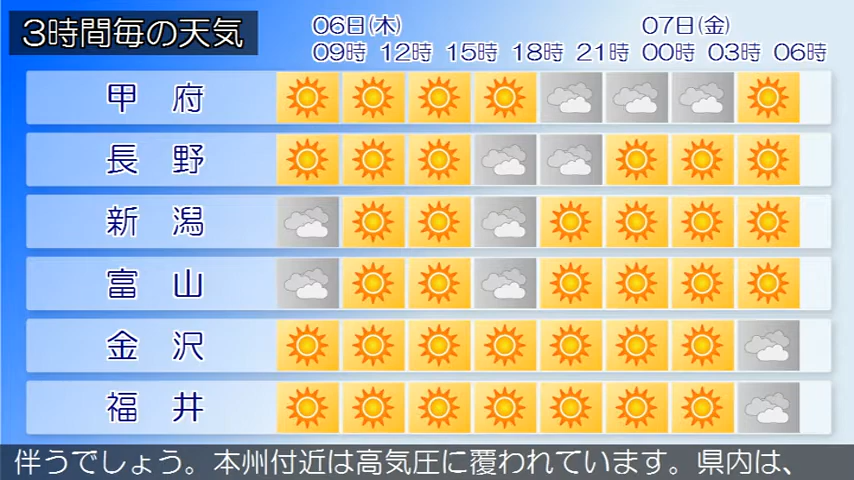 3時間毎の天気
06日(木) 07日(金)
09時 12時 15時 18時 21時 00時 03時 06時
甲府
長野
新潟
富山
金沢
福井
伴うでしょう。本州付近は高気圧に覆われています。県内は、